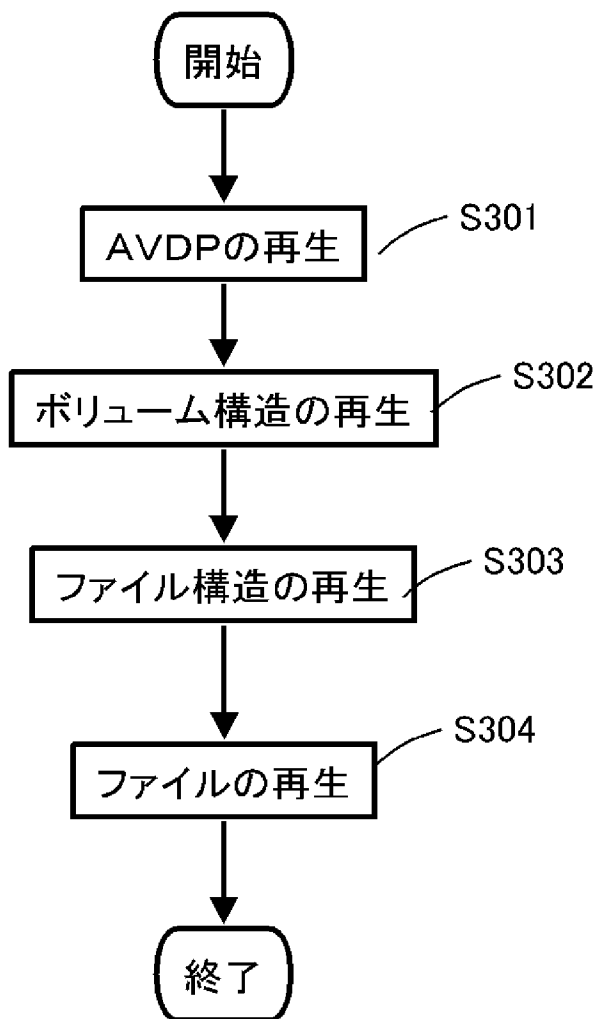 開始
AVDPの再生
S301
ボリューム構造の再生
S302
ファイル構造の再生
S303
ファイルの再生
S304
終了